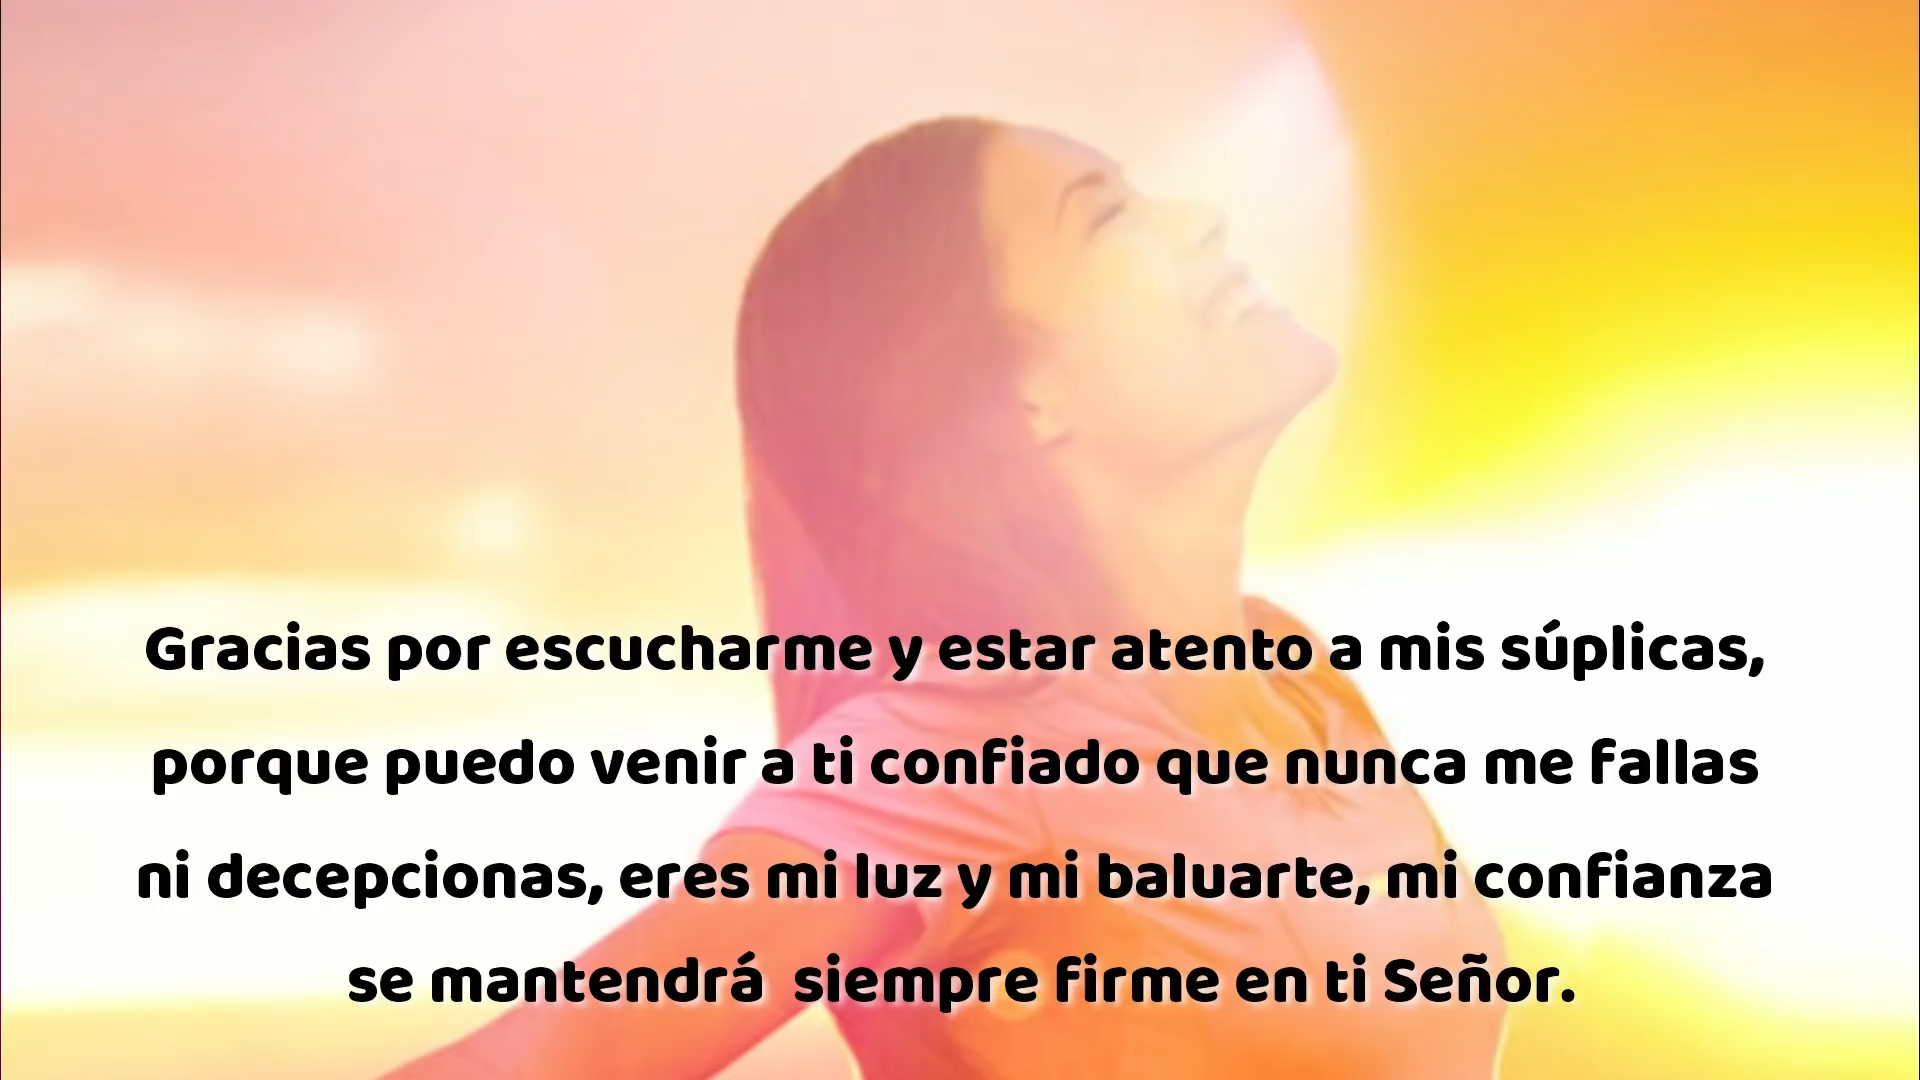 Gracias por escucharme y estar atento a mis súplicas,
porque puedo venir a ti confiado que nunca me fallas
ni decepcionas, eres mi luz y mi baluarte, mi confianza
se mantendrá siempre firme en ti Señor.